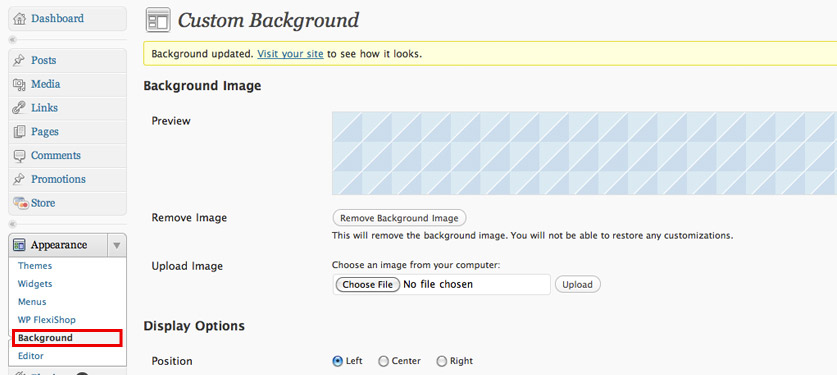 Dashboard
Posts
Media
Links
Pages
Comments
Promotions
Store
Appearance
Themes
Widgets
Menus
WP FlexiShop
Background
Editor
Custom Background
Background updated. Visit your site to see how it looks.
Background Image
Preview
Remove Image
Remove Background Image
This will remove the background image. You will not be able to restore any customizations.
Upload Image
Choose an image from your computer:
Choose File No file chosen Upload
Display Options
Position Left Center Right